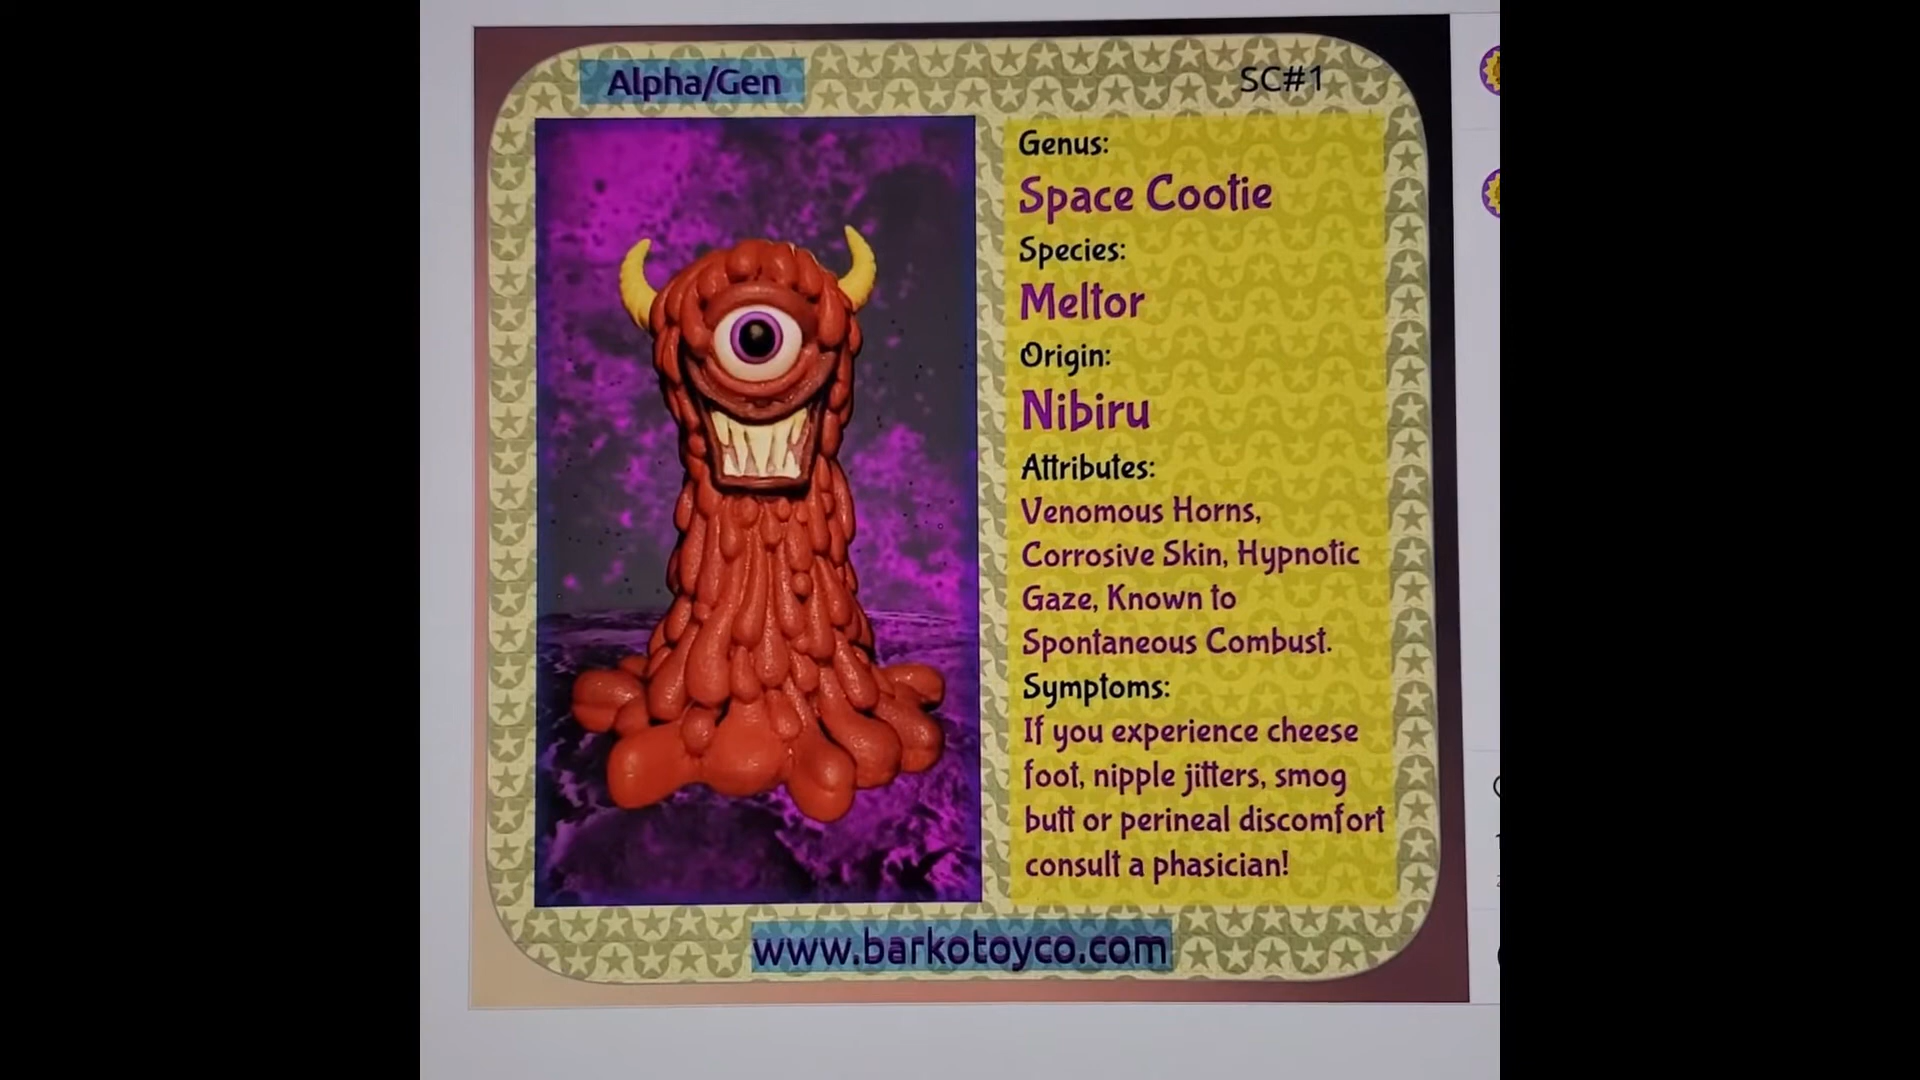 Alpha/Gen
SC#1
Genus:
Space Cootie
Species:
Meltor
Origin:
Nibiru
Attributes:
Venomous Horns,
Corrosive Skin, Hypnotic
Gaze, Known to
Spontaneous Combust.
Symptoms:
If you experience cheese
foot, nipple jitters, smog
butt or perineal discomfort
consult a phasician!
www.barkotoyco.com